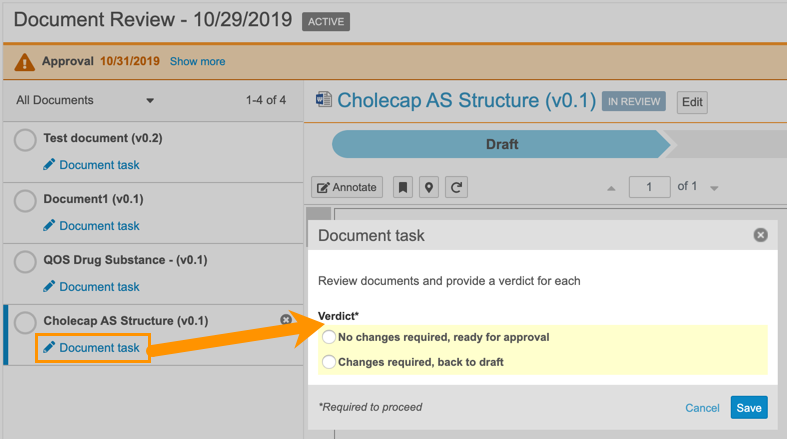 Document Review - 10/29/2019 ACTIVE
Approval 10/31/2019 Show more
All Documents 1-4 of 4
Test document (v0.2)
Document task
Document1 (v0.1)
Document task
QOS Drug Substance - (v0.1)
Document task
Cholecap AS Structure (v0.1)
Document task
Cholecap AS Structure (v0.1) IN REVIEW Edit
Draft
Annotate 1 of 1
Document task
Review documents and provide a verdict for each
Verdict*
No changes required, ready for approval
Changes required, back to draft
*Required to proceed Cancel Save